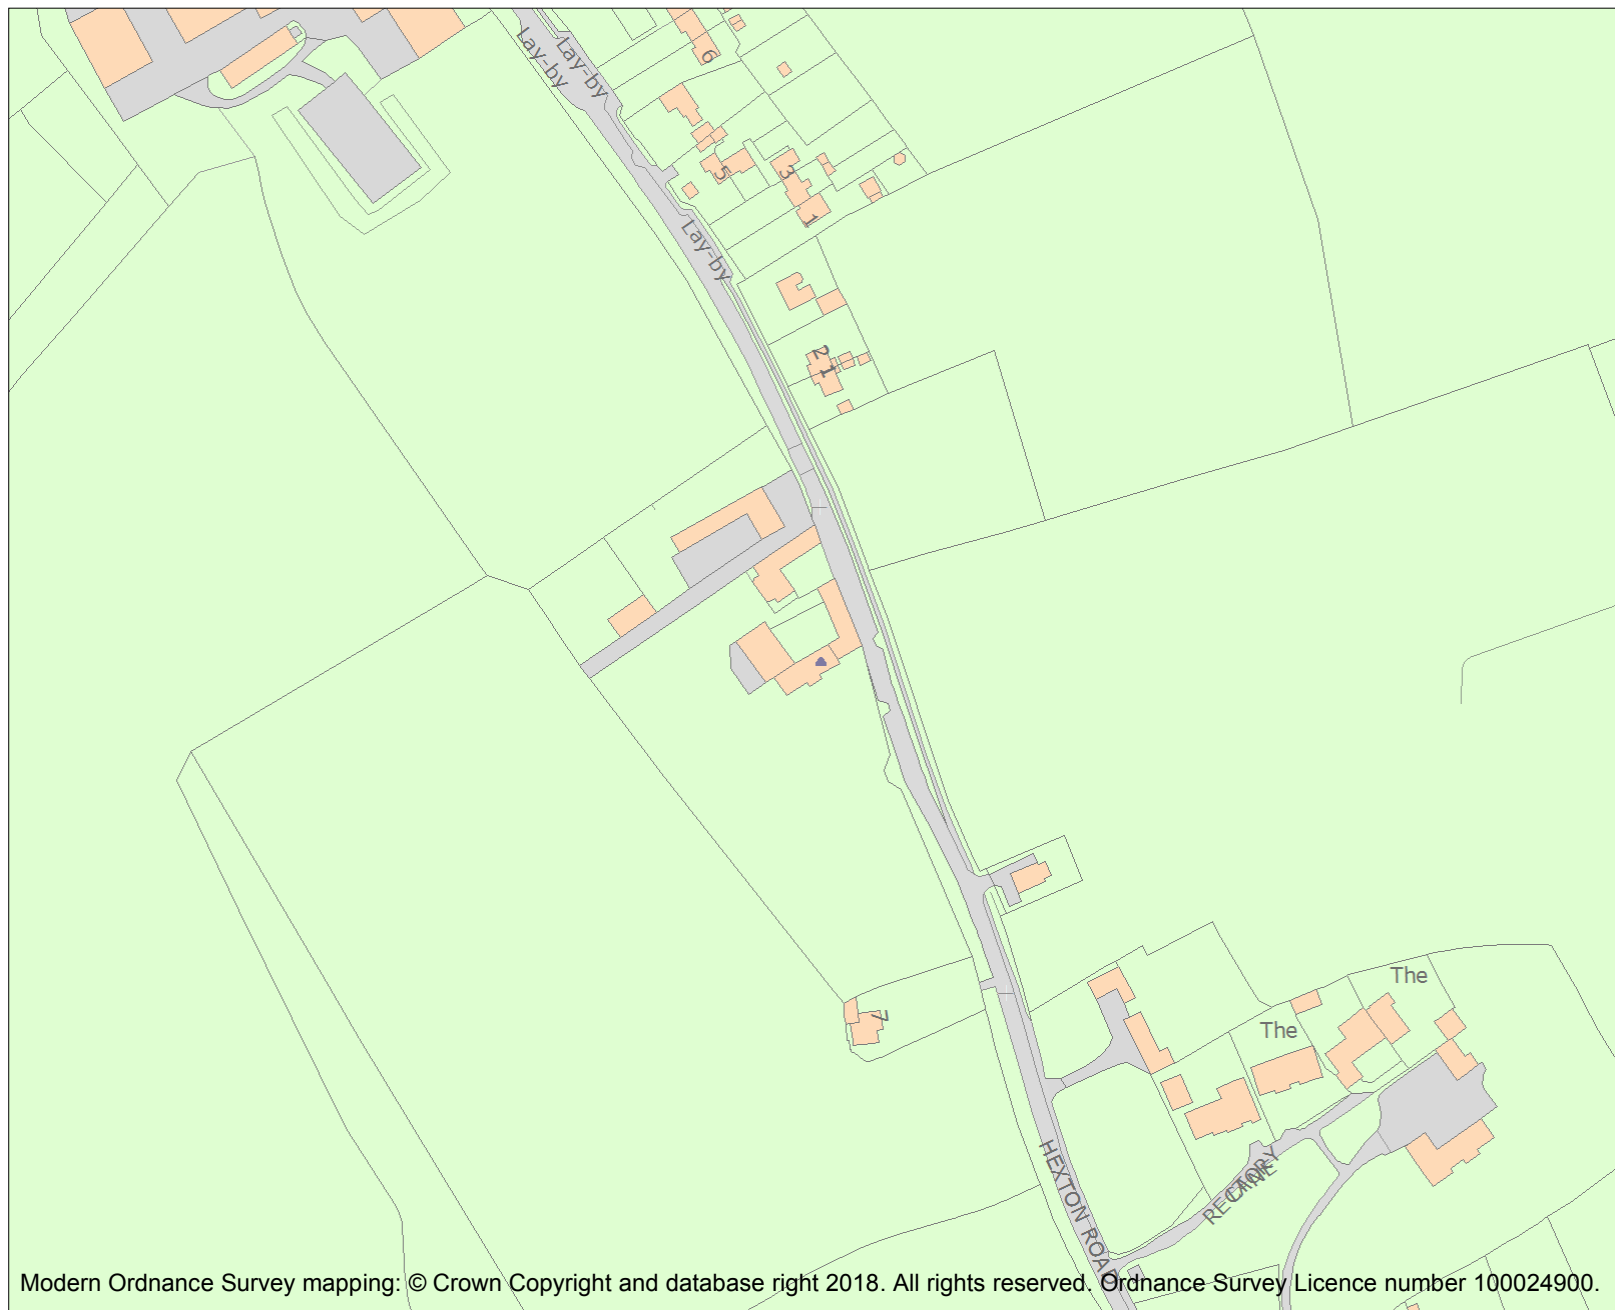 Lay-by
Lay-by
6
5
3
1
Lay-by
2
1
The
7
The
HEXTON ROAD
RECTORY
LANE
Modern Ordnance Survey mapping: © Crown Copyright and database right 2018. All rights reserved. Ordnance Survey Licence number 100024900.